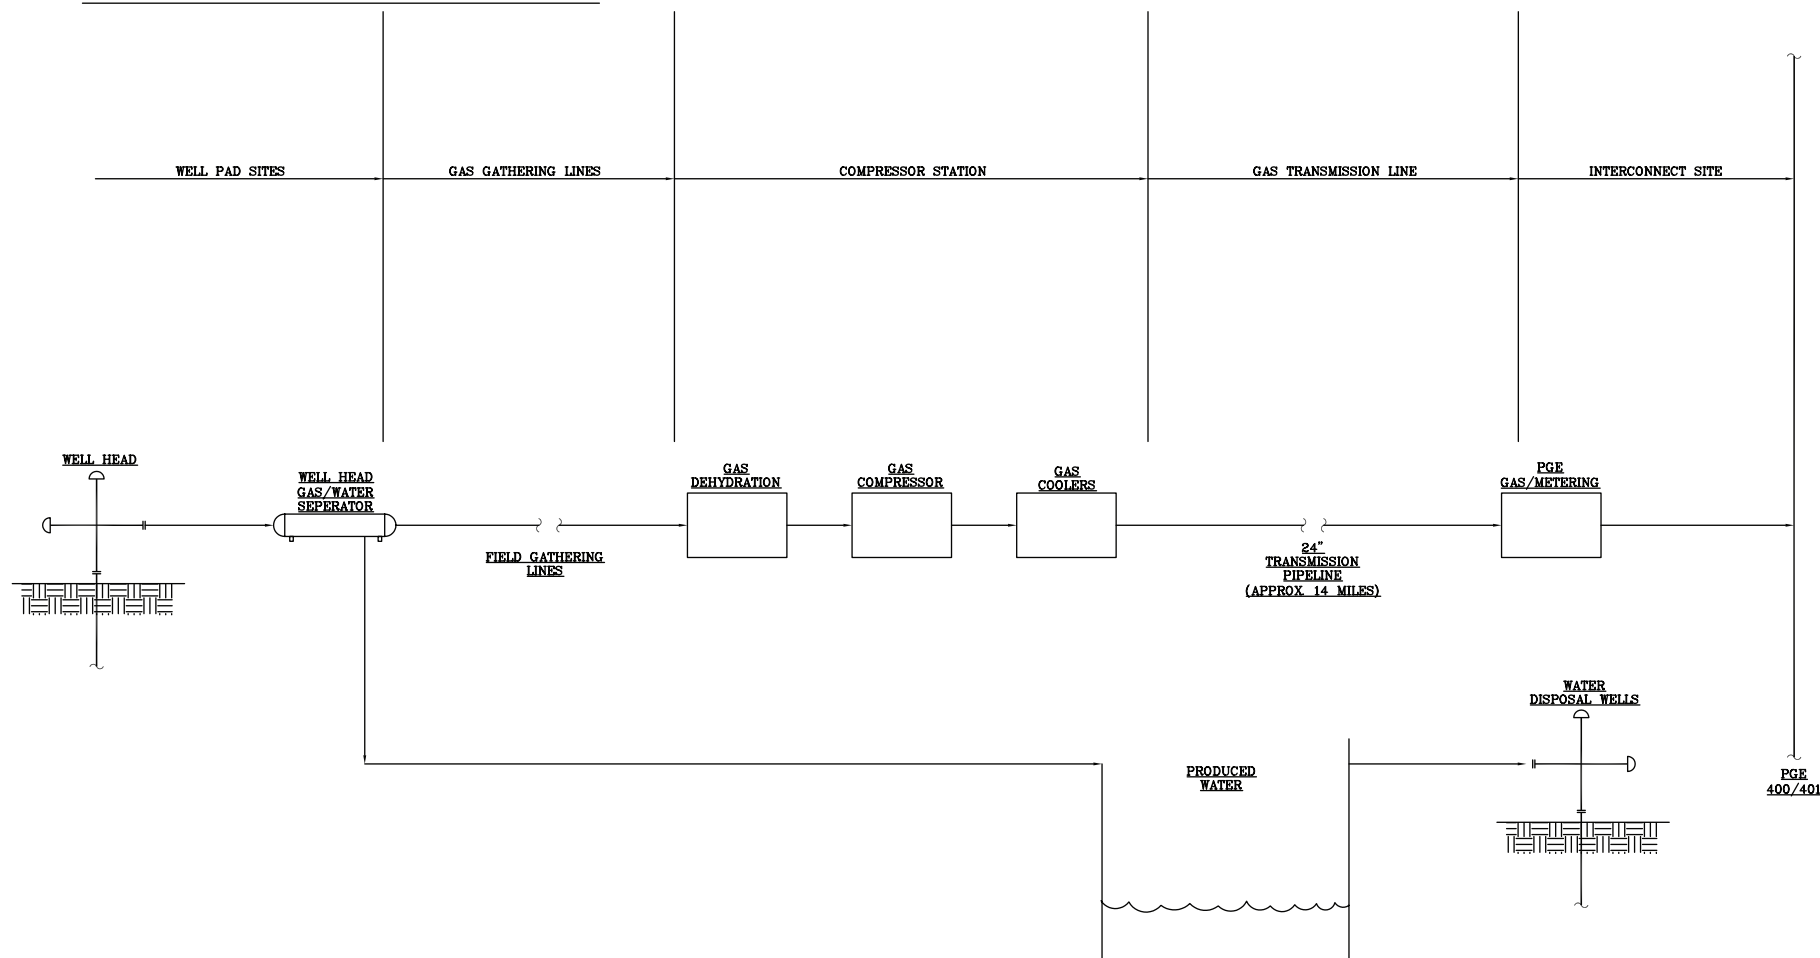 WELL PAD SITES
GAS GATHERING LINES
COMPRESSOR STATION
GAS TRANSMISSION LINE
INTERCONNECT SITE
WELL HEAD
WELL HEAD
GAS/WATER
SEPERATOR
FIELD GATHERING
LINES
GAS
DEHYDRATION
GAS
COMPRESSOR
GAS
COOLERS
24"
TRANSMISSION
PIPELINE
(APPROX. 14 MILES)
PGE
GAS/METERING
WATER
DISPOSAL WELLS
PRODUCED
WATER
PGE
400/401